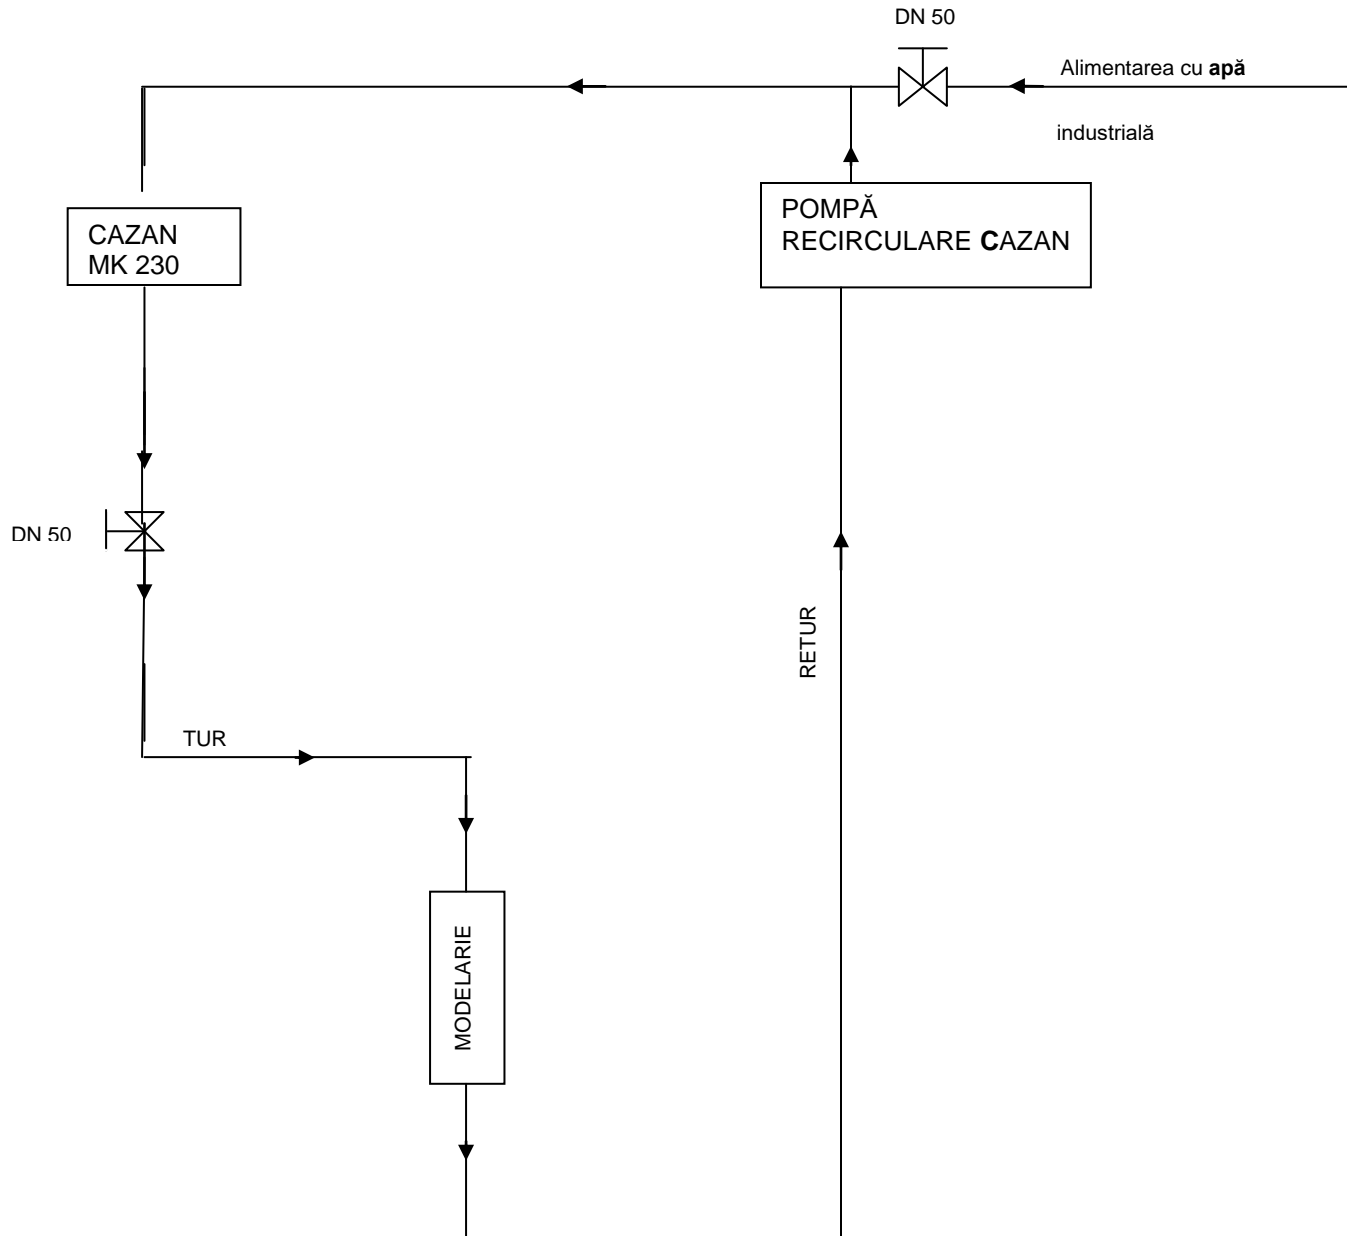 DN 50
Alimentarea cu apă
industrială
POMPĂ
RECIRCULARE CAZAN
CAZAN
MK 230
DN 50
RETUR
TUR
MODELARIE